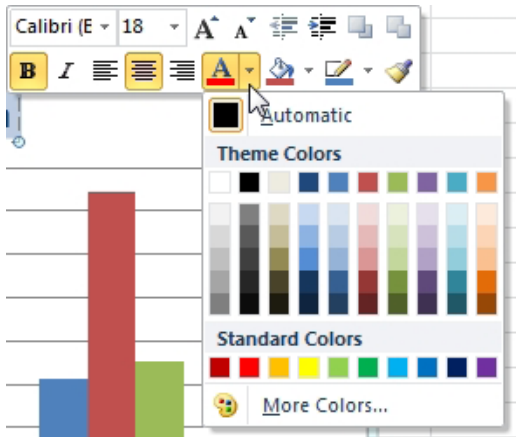 Calibri (E 18 A A
B I A
Automatic
Theme Colors
Standard Colors
More Colors...